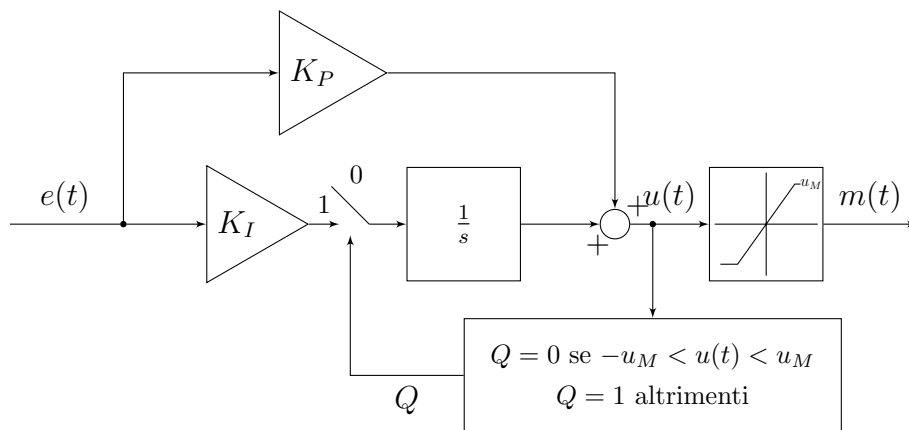 K_P
0
e(t)
K_I
1
1/s
+
+
u(t)
u_M
m(t)
Q = 0 se −u_M < u(t) < u_M
Q = 1 altrimenti
Q